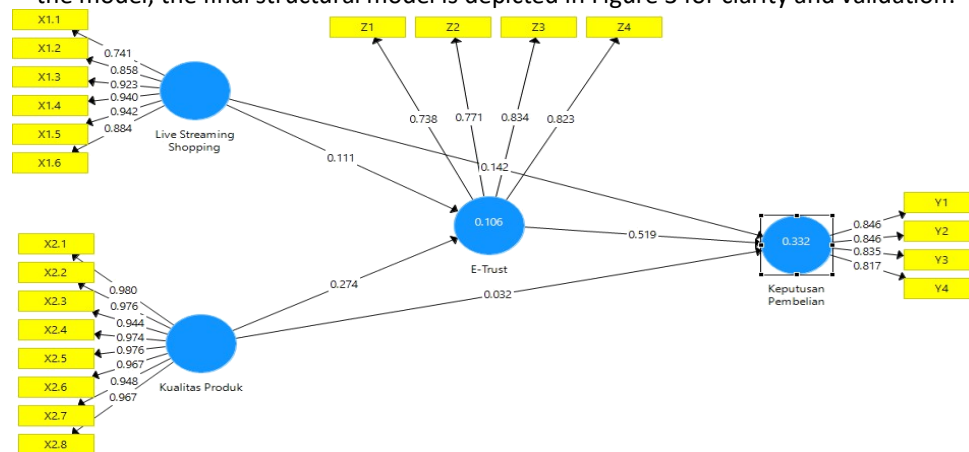 the model, the final structural model is depicted in Figure 3 for clarity and validation.
X1.1
X1.2
X1.3
X1.4
X1.5
X1.6
0.741
0.858
0.923
0.940
0.942
0.884
Live Streaming
Shopping
Z1
Z2
Z3
Z4
0.738
0.771
0.834
0.823
0.111
0.142
0.106
E-Trust
0.519
0.274
0.032
0.332
Keputusan
Pembelian
Y1
Y2
Y3
Y4
0.846
0.846
0.835
0.817
X2.1
X2.2
X2.3
X2.4
X2.5
X2.6
X2.7
X2.8
0.980
0.976
0.944
0.974
0.976
0.967
0.948
0.967
Kualitas Produk